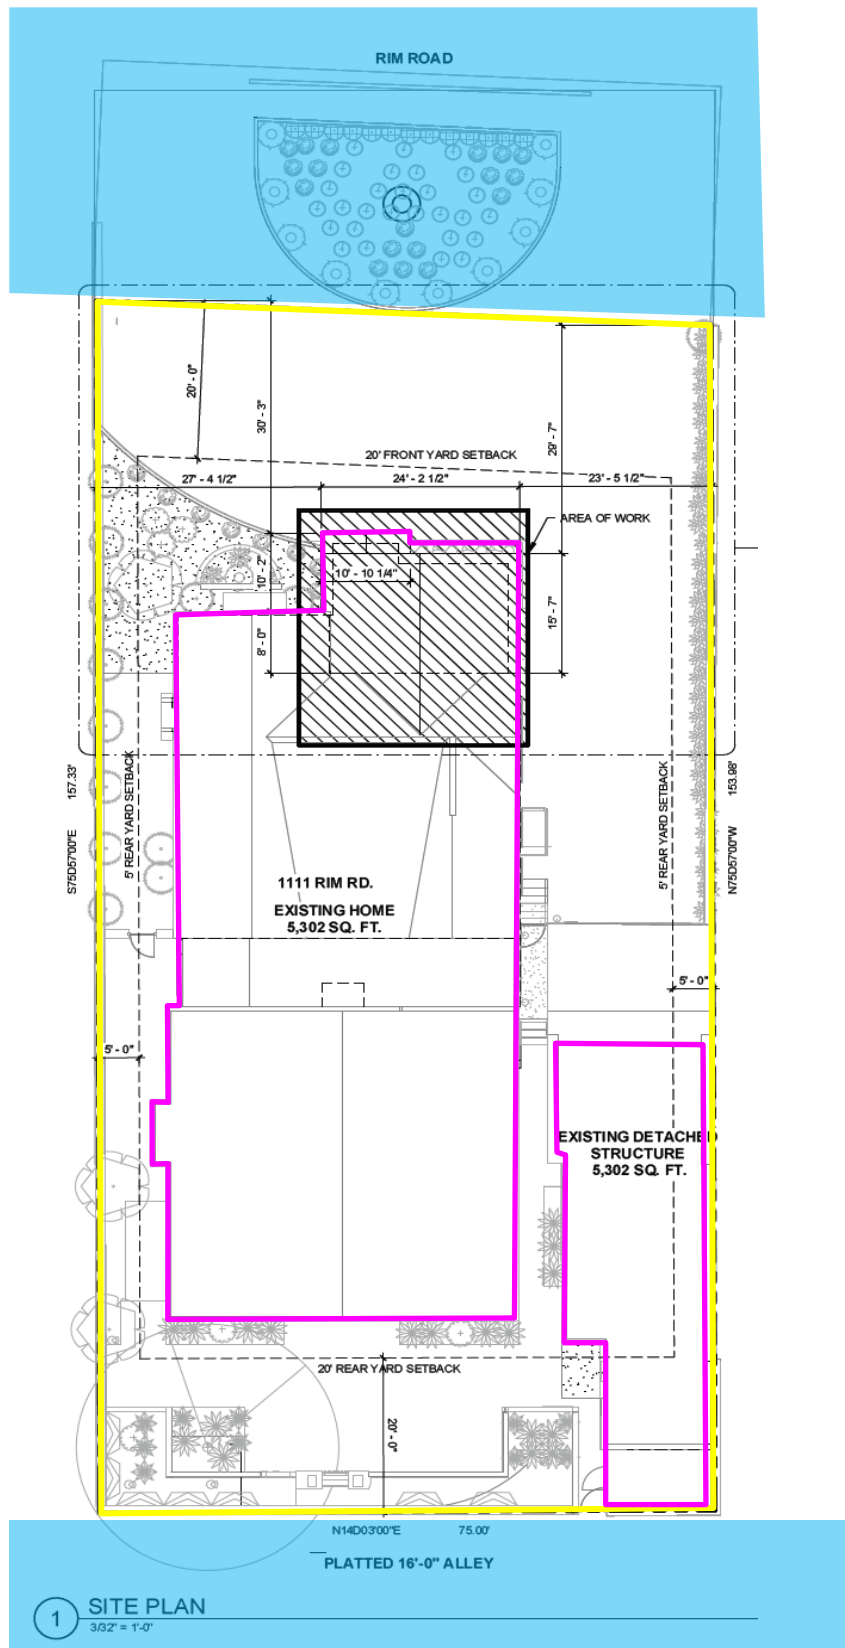 RIM ROAD
20' - 0"
30' - 3"
29' - 7"
20' FRONT YARD SETBACK
27' - 4 1/2"
24' - 2 1/2"
23' - 5 1/2"
AREA OF WORK
10' - 2"
10' - 10 1/4"
15' - 7"
8' - 0"
S75D57'00"E 157.33'
5' REAR YARD SETBACK
5' REAR YARD SETBACK
N75D57'00"W 153.98'
1111 RIM RD.
EXISTING HOME
5,302 SQ. FT.
5' - 0"
5' - 0"
EXISTING DETACHED
STRUCTURE
5,302 SQ. FT.
20' REAR YARD SETBACK
20' - 0"
N14D03'00"E 75.00'
PLATTED 16'-0" ALLEY
1 SITE PLAN
3/32" = 1'-0"